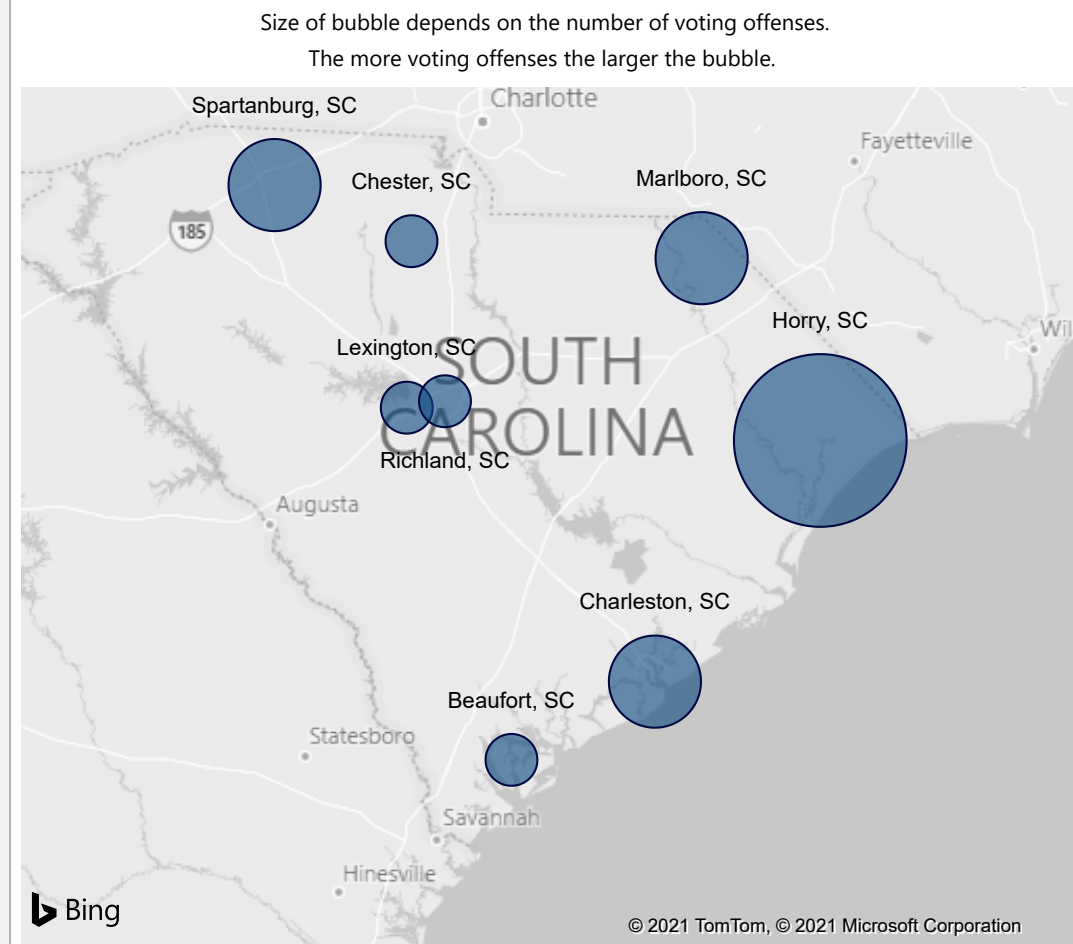 Size of bubble depends on the number of voting offenses.
The more voting offenses the larger the bubble.
Charlotte
Spartanburg, SC
Fayetteville
Chester, SC
Marlboro, SC
185
Horry, SC
Wil
Lexington, SC
SOUTH
CAROLINA
Richland, SC
Augusta
Charleston, SC
Beaufort, SC
Statesboro
Savannah
Hinesville
Bing
© 2021 TomTom, © 2021 Microsoft Corporation